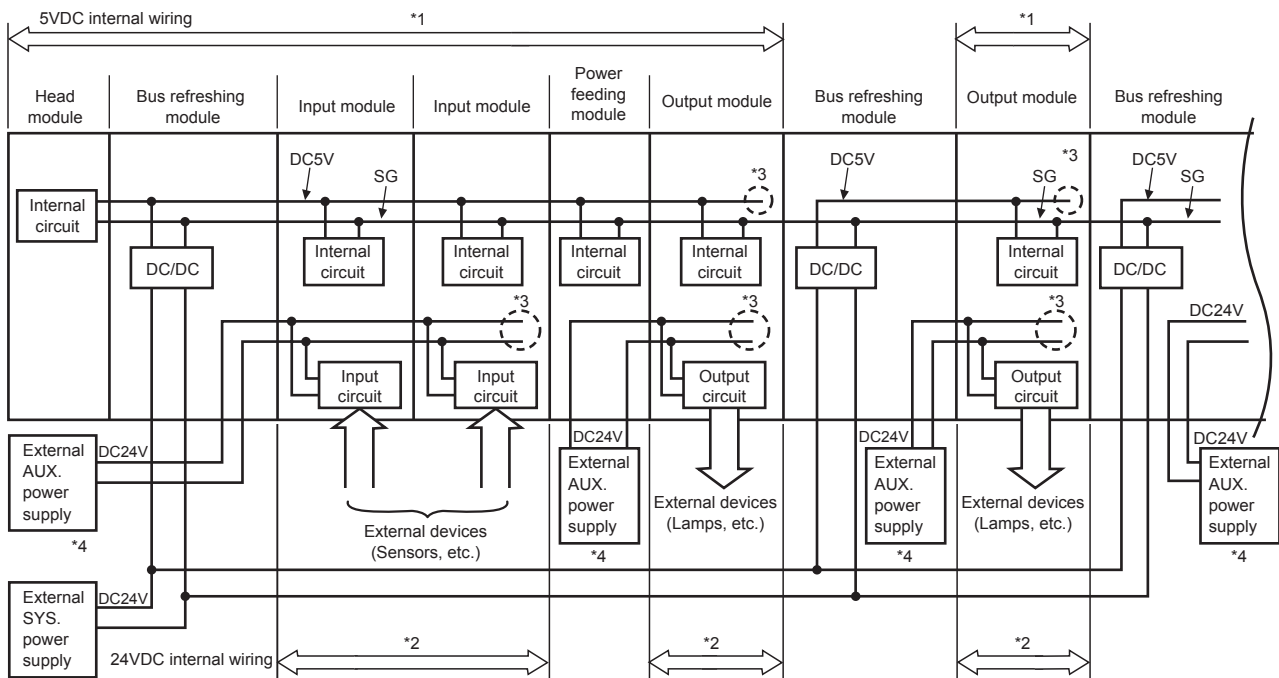 5VDC internal wiring
*1
*1
Head
module
Bus refreshing
module
Input module
Input module
Power
feeding
module
Output module
Bus refreshing
module
Output module
Bus refreshing
module
DC5V
SG
*3
DC5V
*3
SG
DC5V
SG
Internal
circuit
DC/DC
Internal
circuit
Internal
circuit
Internal
circuit
Internal
circuit
DC/DC
Internal
circuit
DC/DC
*3
*3
*3
DC24V
Input
circuit
Input
circuit
Output
circuit
Output
circuit
External
AUX.
power
supply
DC24V
*4
DC24V
External
AUX.
power
supply
*4
DC24V
External
AUX.
power
supply
*4
DC24V
External
AUX.
power
supply
*4
External devices
(Sensors, etc.)
External devices
(Lamps, etc.)
External devices
(Lamps, etc.)
External
SYS.
power
supply
DC24V
24VDC internal wiring
*2
*2
*2